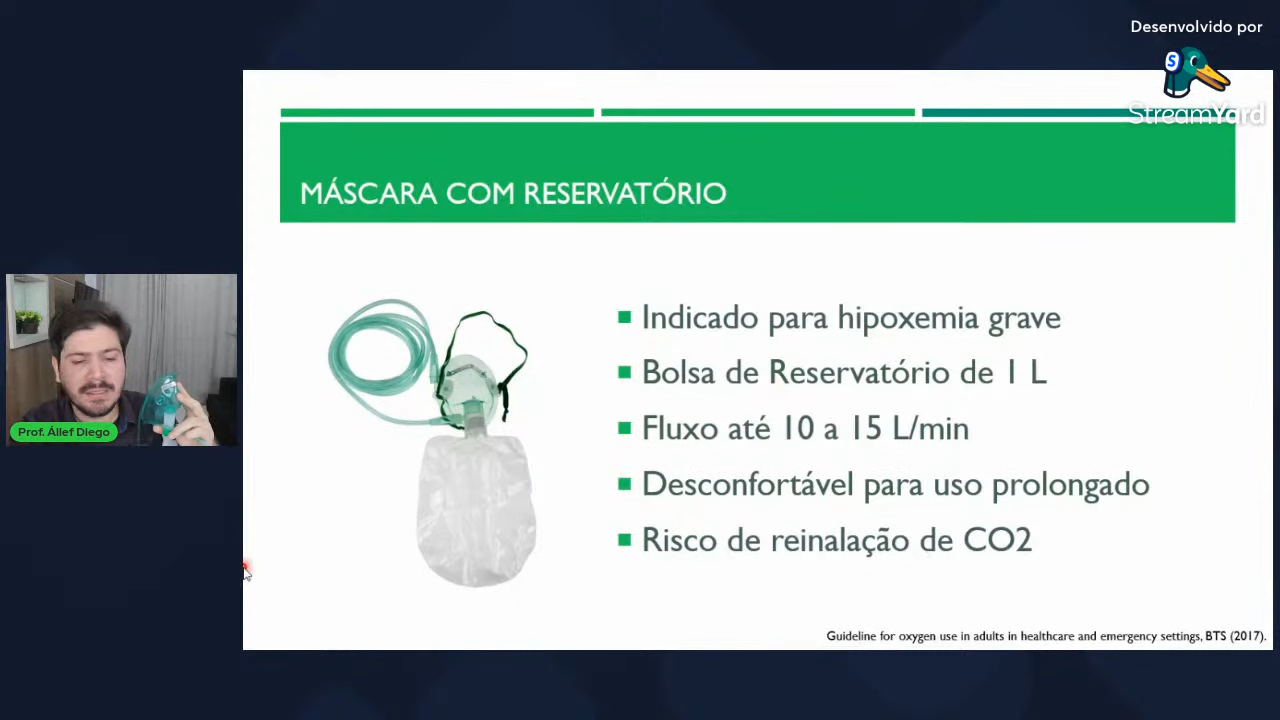 Desenvolvido por
StreamYard
MÁSCARA COM RESERVATÓRIO
Indicado para hipoxemia grave
Bolsa de Reservatório de 1 L
Fluxo até 10 a 15 L/min
Desconfortável para uso prolongado
Risco de reinalação de CO2
Prof. Állef Diego
Guideline for oxygen use in adults in healthcare and emergency settings, BTS (2017).